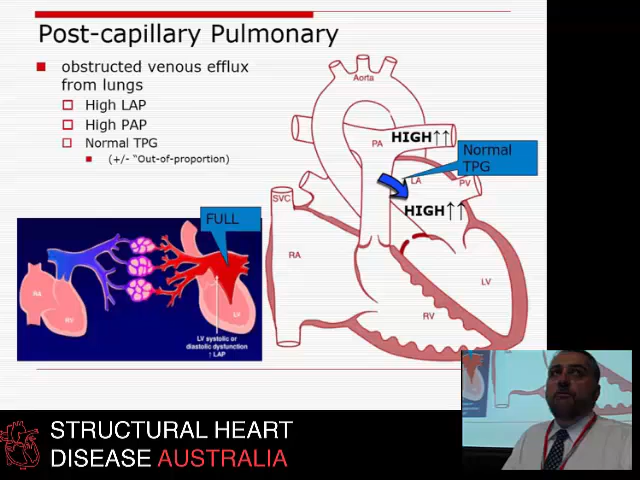 Post-capillary Pulmonary
obstructed venous efflux
from lungs
High LAP
High PAP
Normal TPG
(+/- “Out-of-proportion)
Aorta
PA
HIGH↑↑
Normal
TPG
LA
PV
HIGH↑↑
SVC
RA
LV
RV
FULL
RA
RV
LV
LV systolic or
diastolic dysfunction
↑ LAP
STRUCTURAL HEART
DISEASE AUSTRALIA